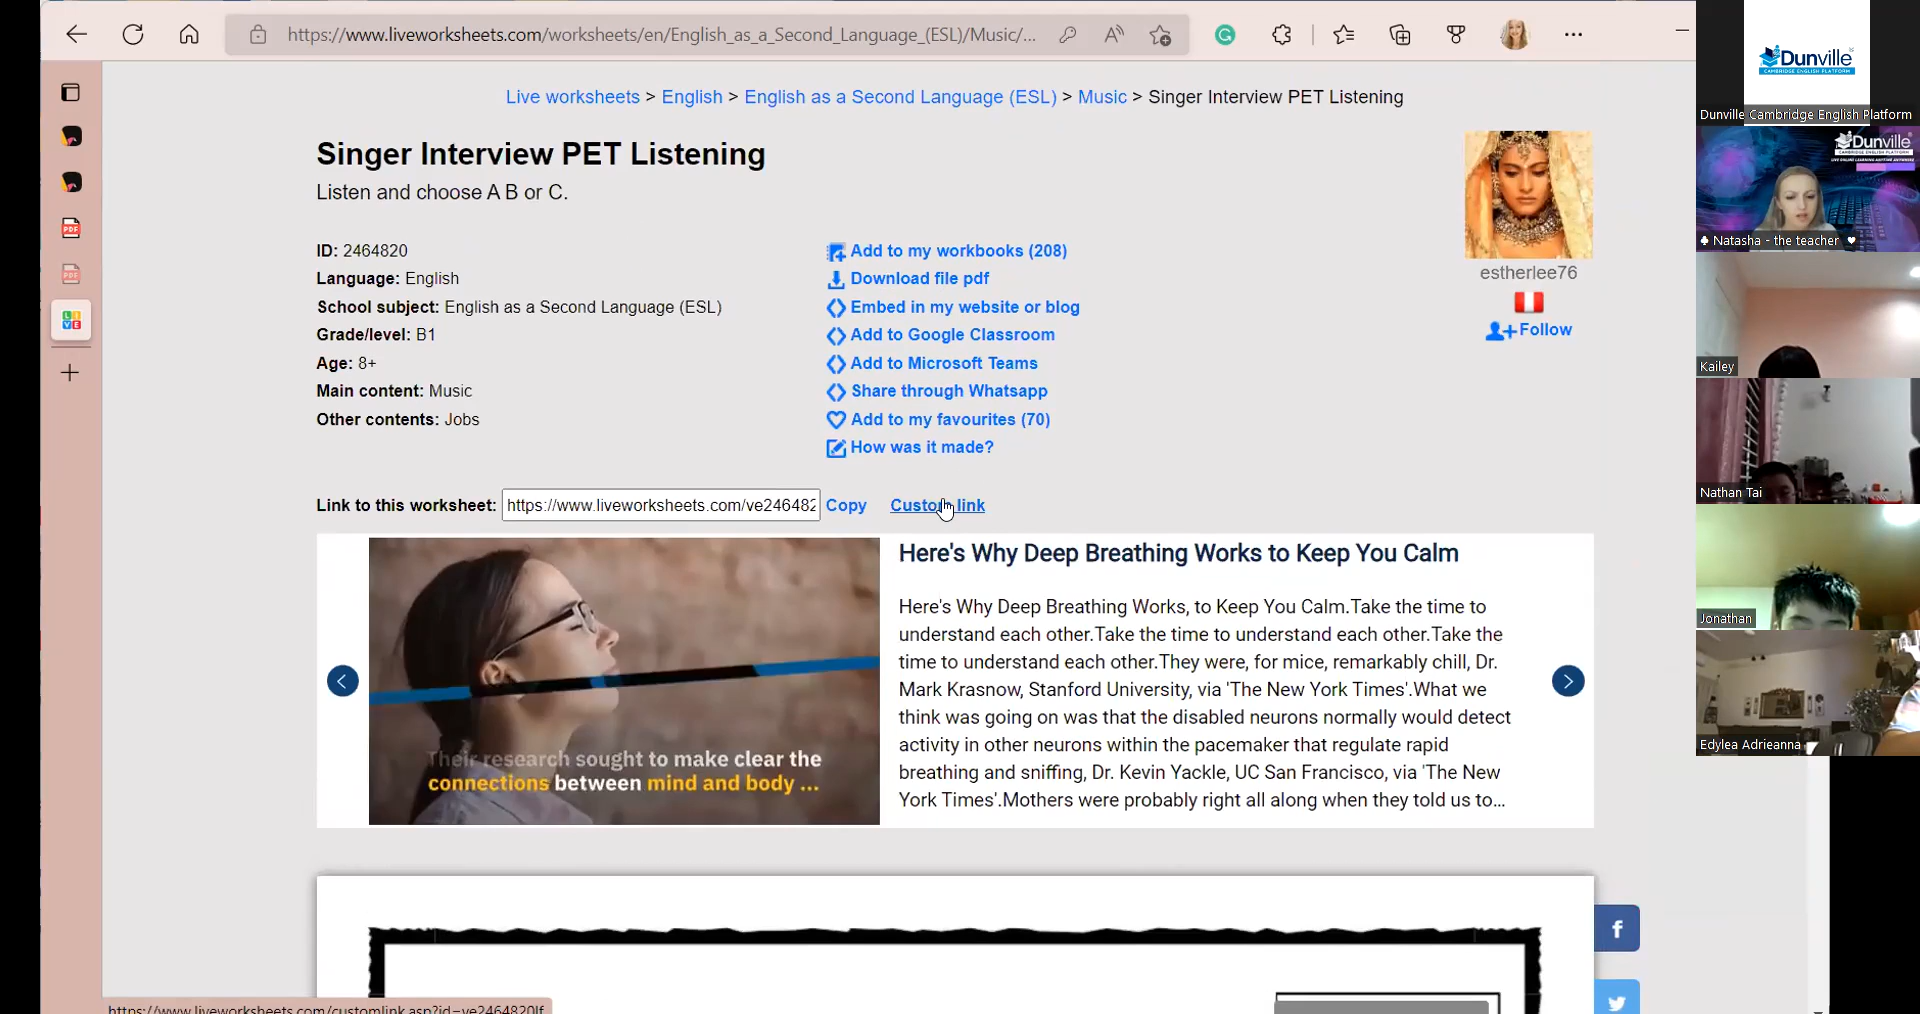 https://www.liveworksheets.com/worksheets/en/English_as_a_Second_Language_(ESL)/Music/...
Live worksheets > English > English as a Second Language (ESL) > Music > Singer Interview PET Listening
Singer Interview PET Listening
Listen and choose A B or C.
ID: 2464820
Language: English
School subject: English as a Second Language (ESL)
Grade/level: B1
Age: 8+
Main content: Music
Other contents: Jobs
Add to my workbooks (208)
Download file pdf
Embed in my website or blog
Add to Google Classroom
Add to Microsoft Teams
Share through Whatsapp
Add to my favourites (70)
How was it made?
estherlee76
Follow
Link to this worksheet: https://www.liveworksheets.com/ve246482 Copy Custom link
Here's Why Deep Breathing Works to Keep You Calm
Here's Why Deep Breathing Works, to Keep You Calm.Take the time to
understand each other.Take the time to understand each other.Take the
time to understand each other.They were, for mice, remarkably chill, Dr.
Mark Krasnow, Stanford University, via 'The New York Times'.What we
think was going on was that the disabled neurons normally would detect
activity in other neurons within the pacemaker that regulate rapid
breathing and sniffing, Dr. Kevin Yackle, UC San Francisco, via 'The New
York Times'.Mothers were probably right all along when they told us to...
Their research sought to make clear the
connections between mind and body ...
https://www.liveworksheets.com/customlink.asp?id=ve2464820lf
Dunville
CAMBRIDGE ENGLISH PLATFORM
Dunville Cambridge English Platform
Dunville
Natasha - the teacher
Kailey
Nathan Tai
Jonathan
Edylea Adrieanna
PDF
PDF
LIVE